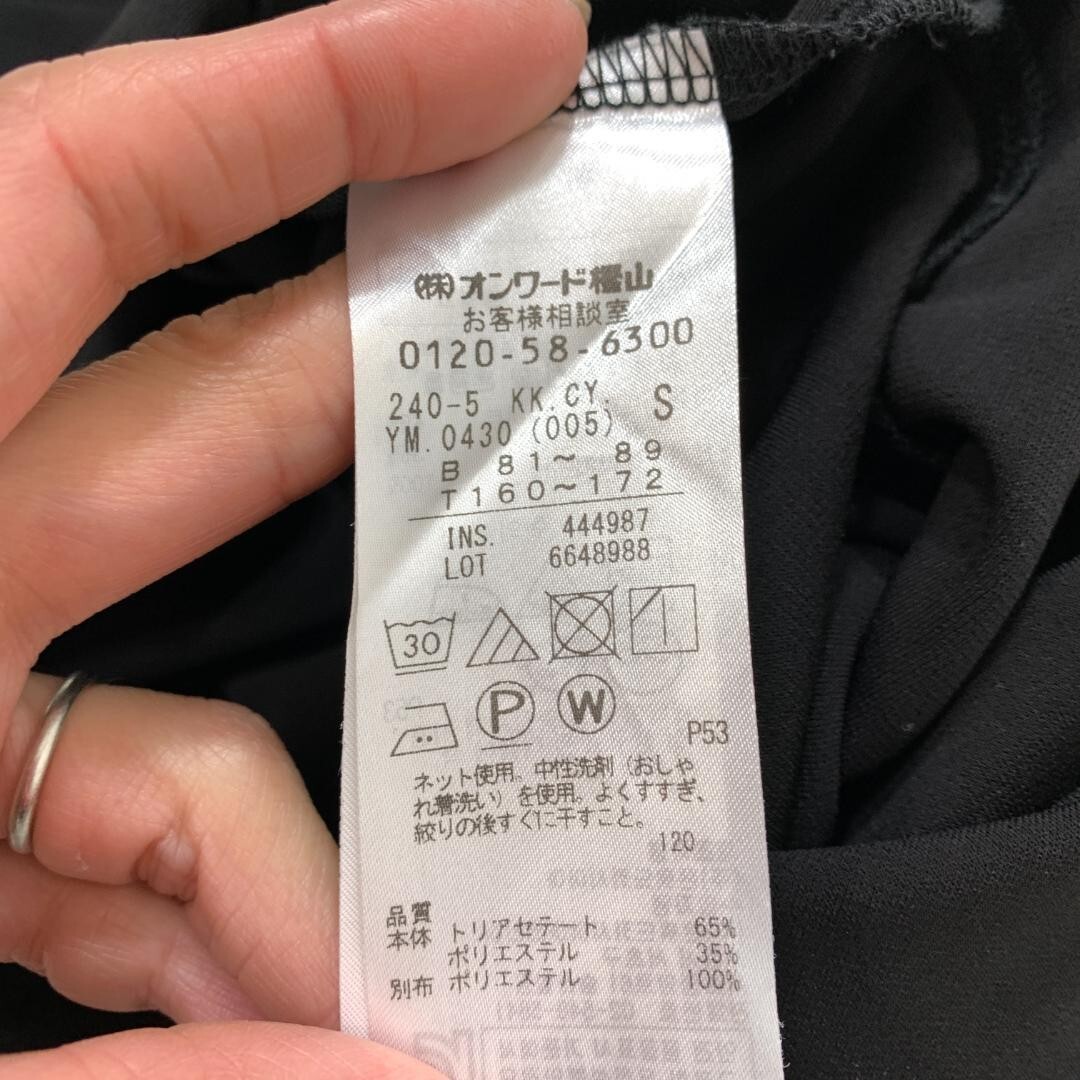 (株)オンワード樫山
お客様相談室
0120-58-6300
240-5 KK.CY. S
YM.0430 (005)
B 81～ 89
T 160～172
INS. 444987
LOT 6648988
30
P W
P53
ネット使用。中性洗剤（おしゃ
れ着洗い）を使用。よくすすぎ、
絞りの後すぐに干すこと。
120
品質
本体 トリアセテート 65%
ポリエステル 35%
別布 ポリエステル 100%